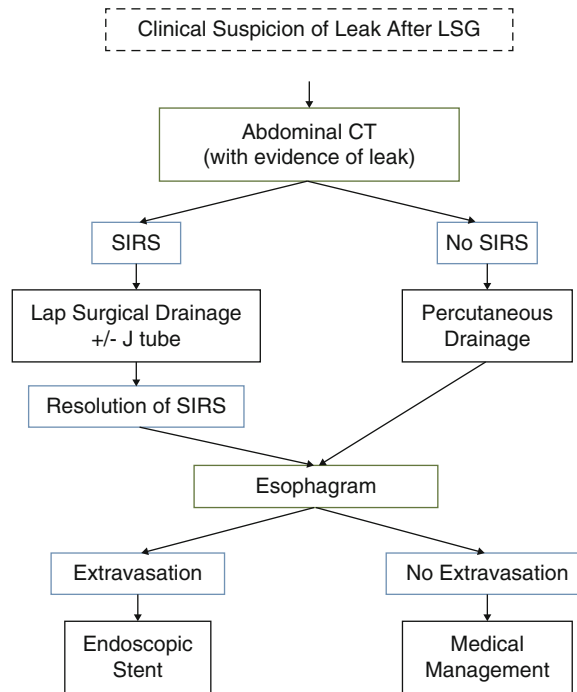 Clinical Suspicion of Leak After LSG
Abdominal CT
(with evidence of leak)
SIRS
No SIRS
Lap Surgical Drainage
+/- J tube
Percutaneous
Drainage
Resolution of SIRS
Esophagram
Extravasation
No Extravasation
Endoscopic
Stent
Medical
Management